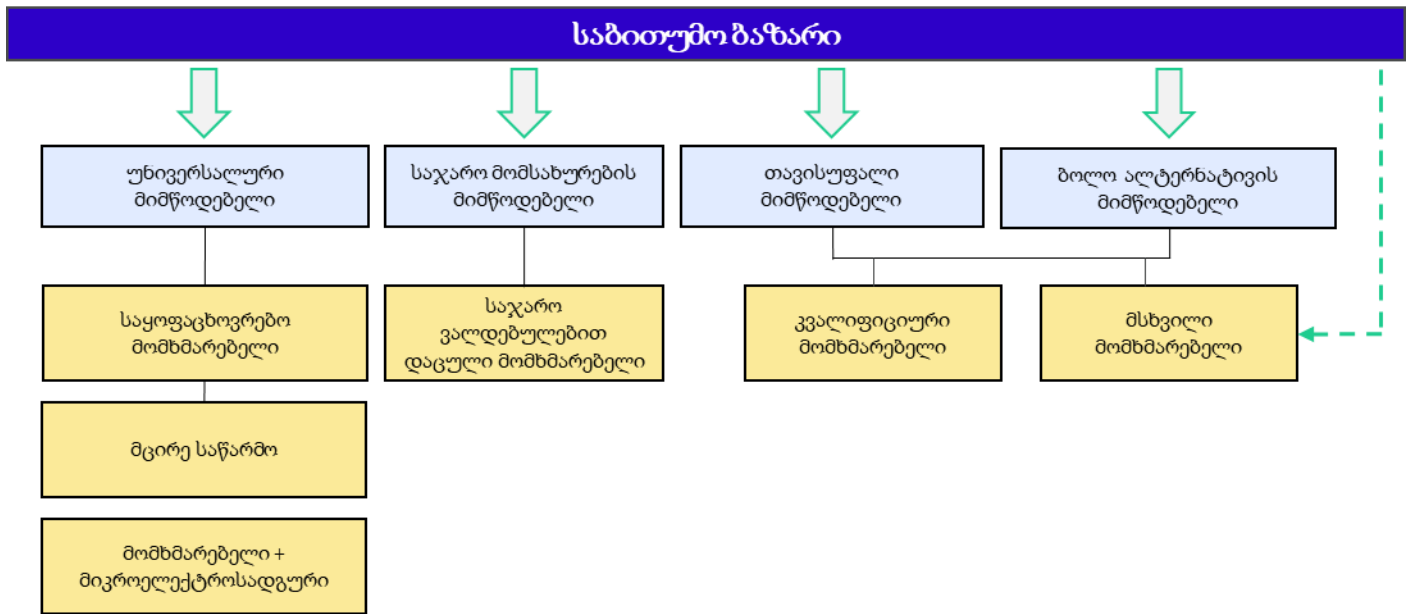 საბითუმო ბაზარი
უნივერსალური
მიმწოდებელი
საჯარო მომსახურების
მიმწოდებელი
თავისუფალი
მიმწოდებელი
ბოლო ალტერნატივის
მიმწოდებელი
საყოფაცხოვრებო
მომხმარებელი
საჯარო
ვალდებულებით
დაცული მომხმარებელი
კვალიფიციური
მომხმარებელი
მსხვილი
მომხმარებელი
მცირე საწარმო
მომხმარებელი +
მიკროელექტროსადგური